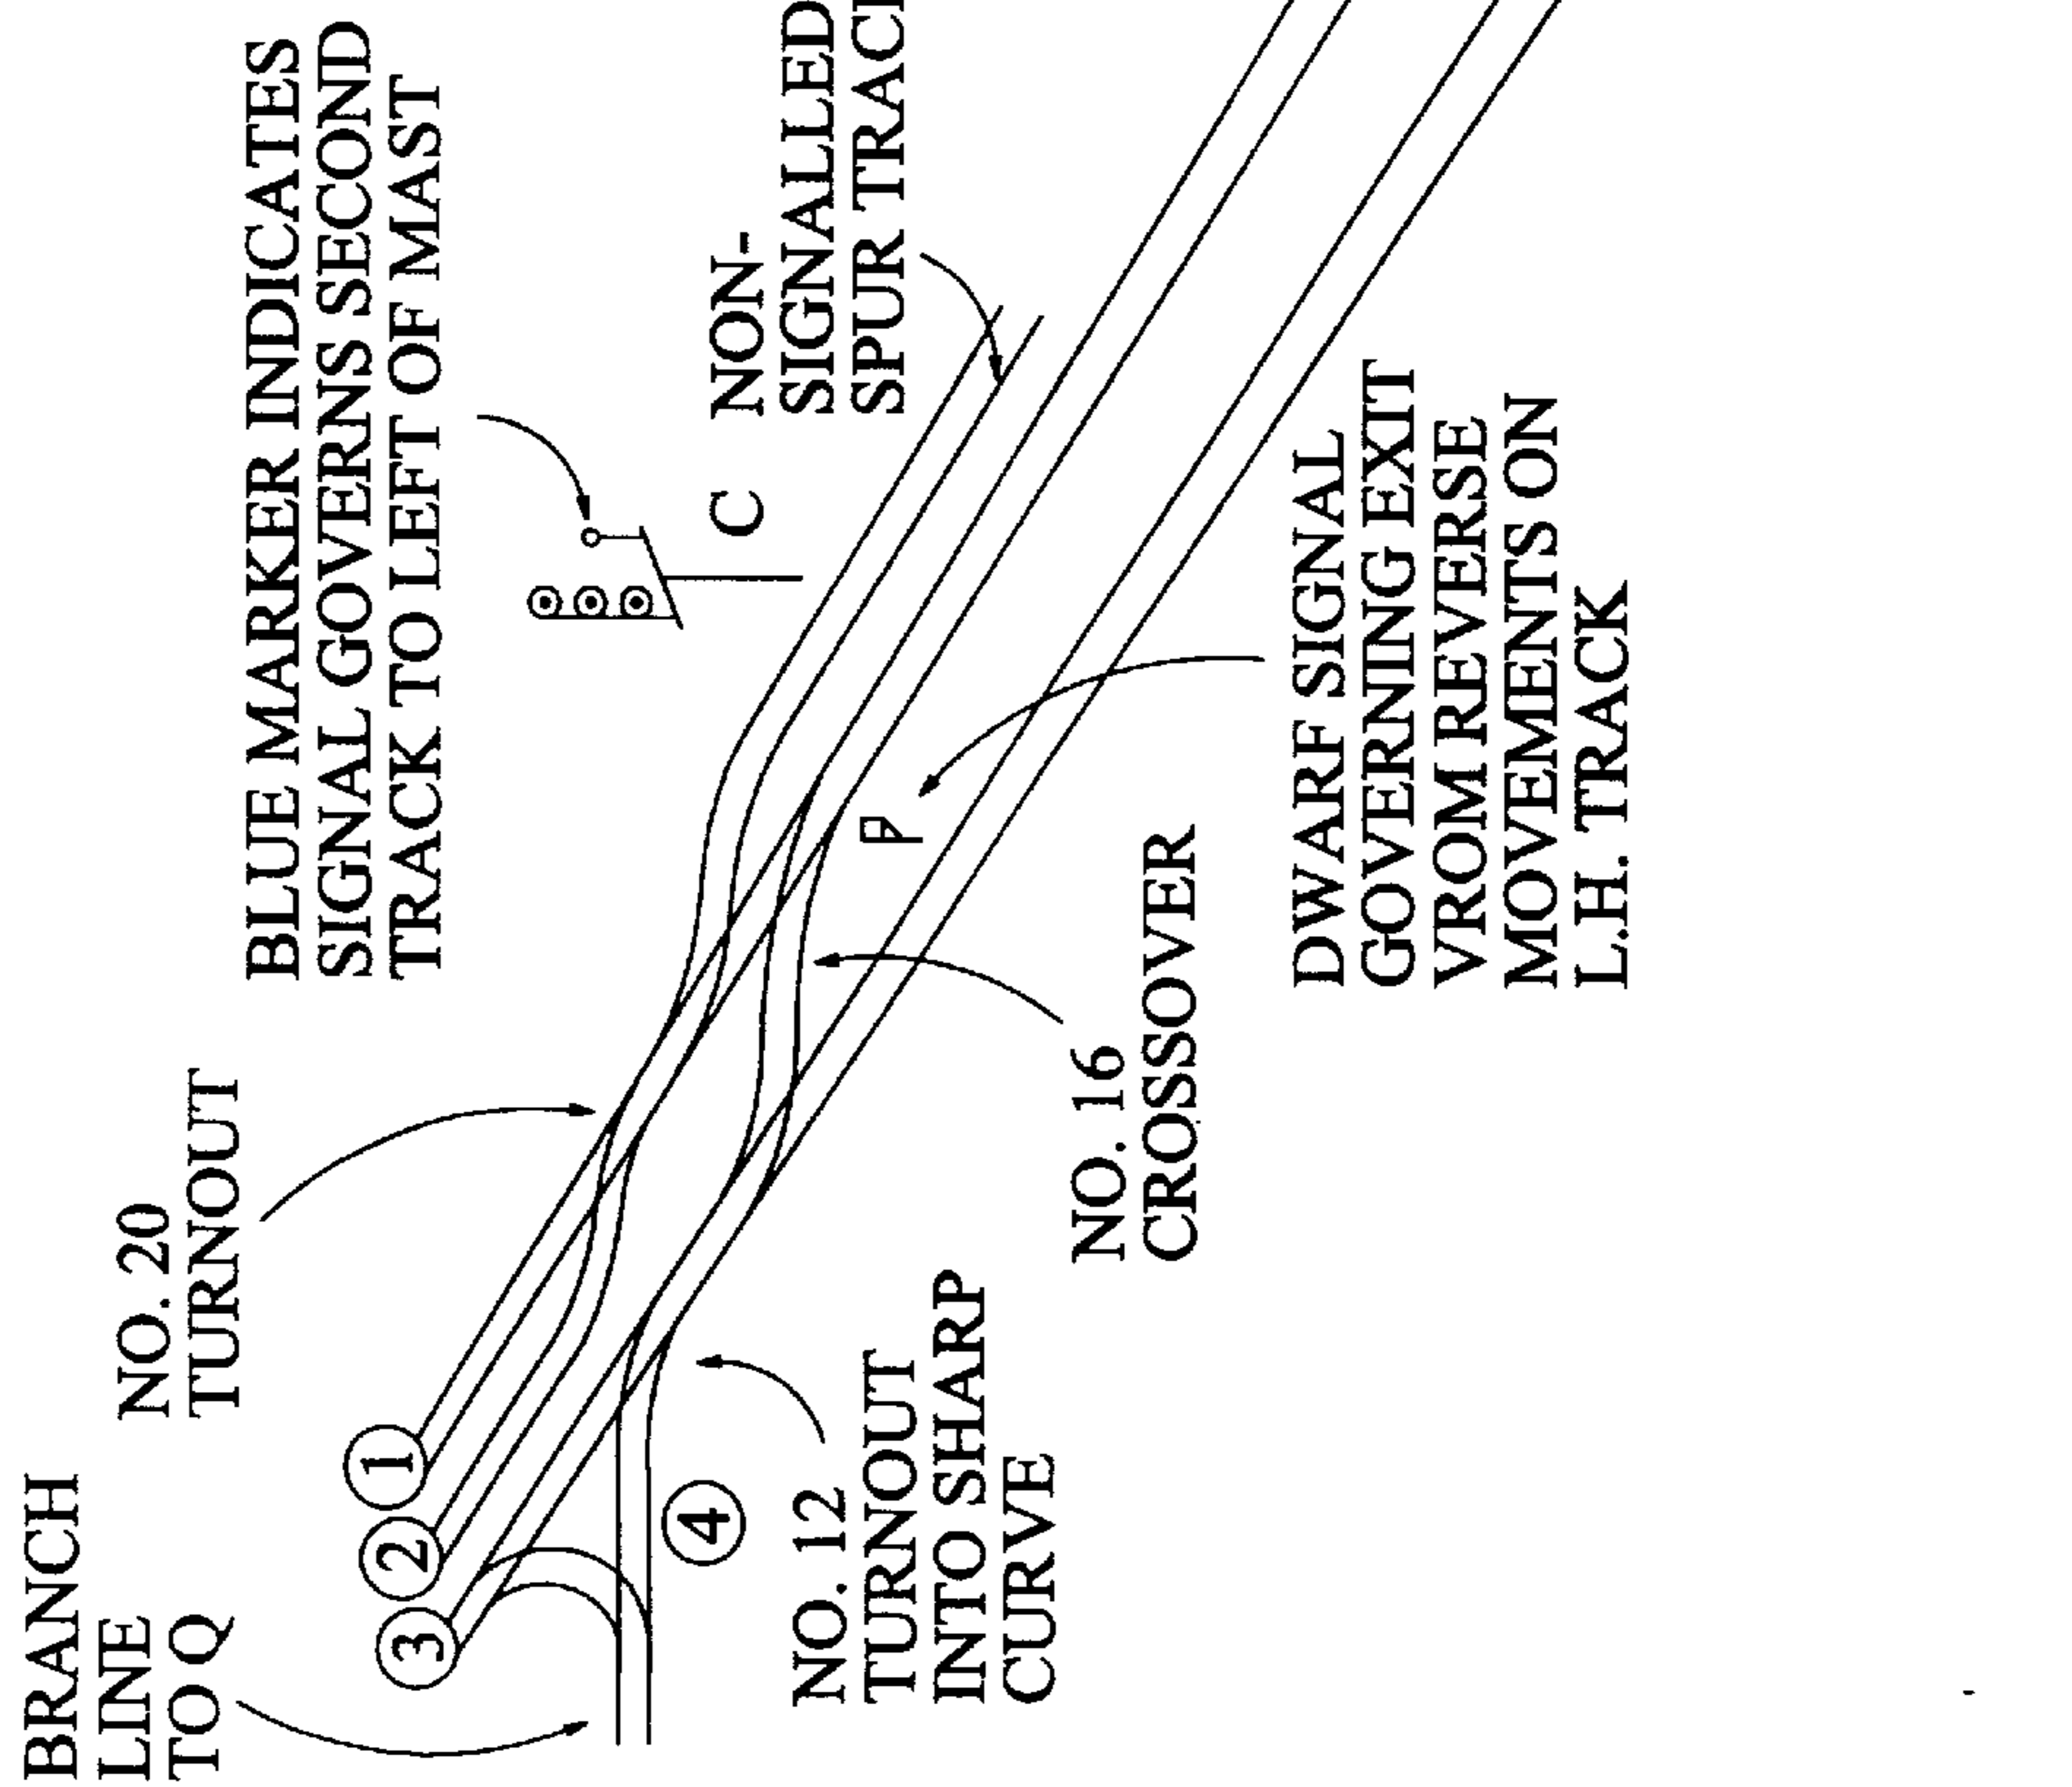 BRANCH
LINE
TO Q
NO. 20
TURNOUT
BLUE MARKER INDICATES
SIGNAL GOVERNS SECOND
TRACK TO LEFT OF MAST
1
2
3
4
C
NON-
SIGNALLED
SPUR TRAC
NO. 12
TURNOUT
INTO SHARP
CURVE
NO. 16
CROSSOVER
DWARF SIGNAL
GOVERNING EXIT
VROM REVERSE
MOVEMENTS ON
L.H. TRACK